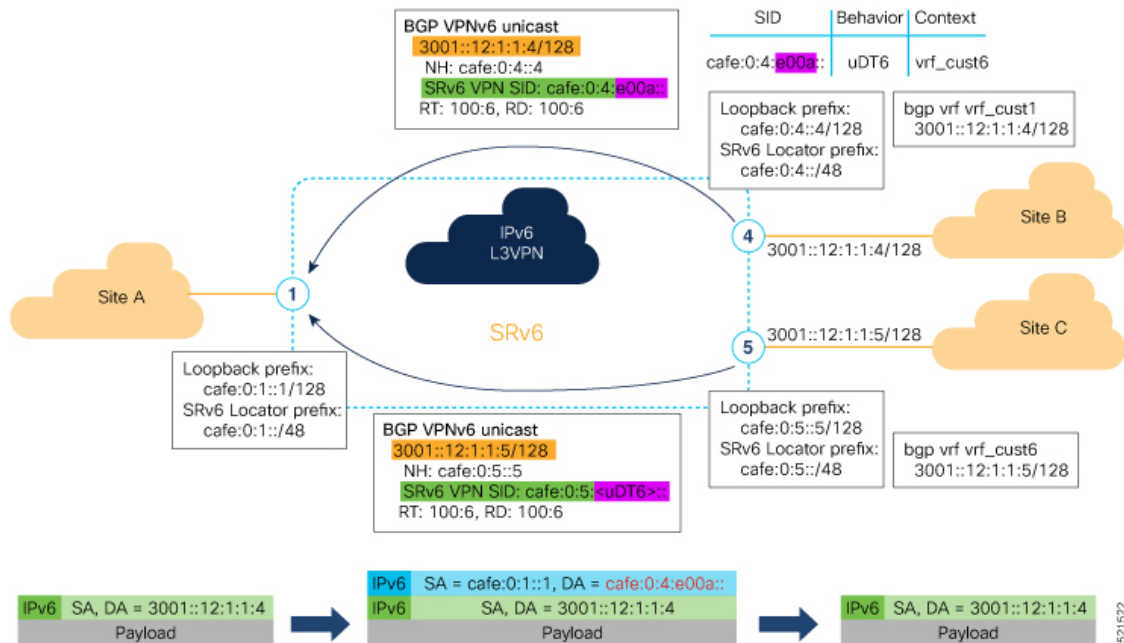 BGP VPNv6 unicast
3001::12:1:1:4/128
NH: cafe:0:4::4
SRv6 VPN SID: cafe:0:4:e00a::
RT: 100:6, RD: 100:6
SID Behavior Context
cafe:0:4:e00a:: uDT6 vrf_cust6
Loopback prefix:
cafe:0:4::4/128
SRv6 Locator prefix:
cafe:0:4::/48
bgp vrf vrf_cust1
3001::12:1:1:4/128
IPv6
L3VPN
Site B
4
3001::12:1:1:4/128
Site A
1
SRv6
3001::12:1:1:5/128
Site C
5
Loopback prefix:
cafe:0:1::1/128
SRv6 Locator prefix:
cafe:0:1::/48
BGP VPNv6 unicast
3001::12:1:1:5/128
NH: cafe:0:5::5
SRv6 VPN SID: cafe:0:5:<uDT6>::
RT: 100:6, RD: 100:6
Loopback prefix:
cafe:0:5::5/128
SRv6 Locator prefix:
cafe:0:5::/48
bgp vrf vrf_cust6
3001::12:1:1:5/128
IPv6 SA, DA = 3001::12:1:1:4
Payload
IPv6 SA = cafe:0:1::1, DA = cafe:0:4:e00a::
IPv6 SA, DA = 3001::12:1:1:4
Payload
IPv6 SA, DA = 3001::12:1:1:4
Payload
521522